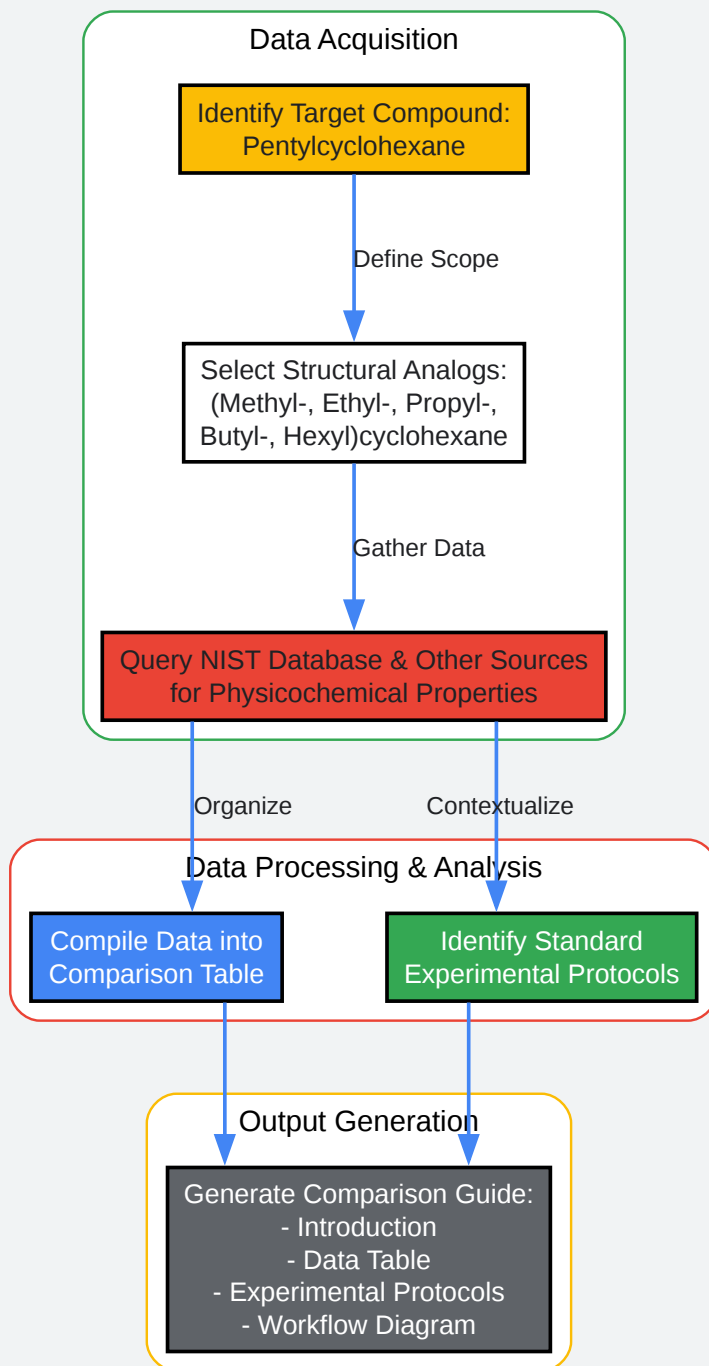 Data Acquisition
Identify Target Compound:
Pentylcyclohexane
Define Scope
Select Structural Analogs:
(Methyl-, Ethyl-, Propyl-,
Butyl-, Hexyl)cyclohexane
Gather Data
Query NIST Database & Other Sources
for Physicochemical Properties
Organize
Contextualize
Data Processing & Analysis
Compile Data into
Comparison Table
Identify Standard
Experimental Protocols
Output Generation
Generate Comparison Guide:
- Introduction
- Data Table
- Experimental Protocols
- Workflow Diagram